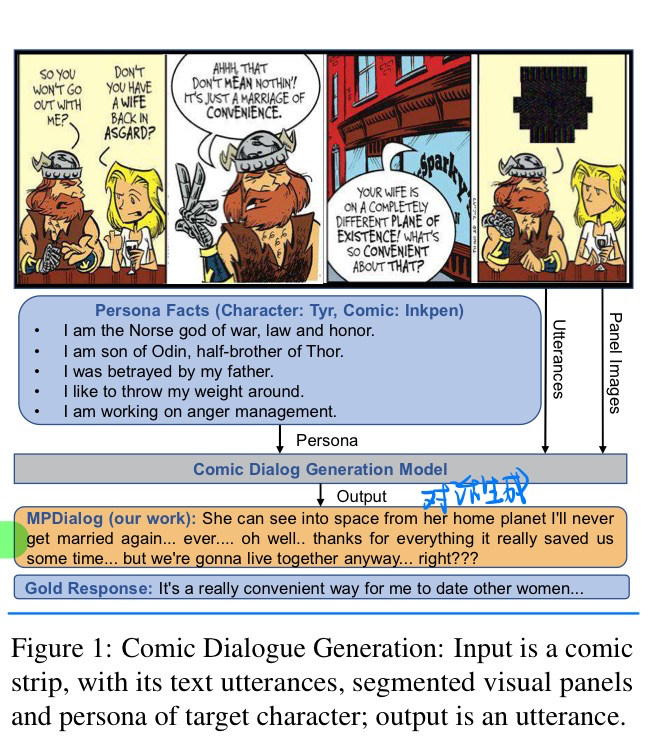 SO YOU
WON'T GO
OUT WITH
ME?
DON'T
YOU HAVE
A WIFE
BACK IN
ASGARD?
AHHH, THAT
DON'T MEAN NOTHIN'!
IT'S JUST A MARRIAGE OF
CONVENIENCE.
Sparky
YOUR WIFE IS
ON A COMPLETELY
DIFFERENT PLANE OF
EXISTENCE! WHAT'S
SO CONVENIENT
ABOUT THAT?
Persona Facts (Character: Tyr, Comic: Inkpen)
• I am the Norse god of war, law and honor.
• I am son of Odin, half-brother of Thor.
• I was betrayed by my father.
• I like to throw my weight around.
• I am working on anger management.
Utterances
Panel Images
Persona
Comic Dialog Generation Model
Output
对话生成
MPDialog (our work): She can see into space from her home planet I'll never
get married again... ever.... oh well.. thanks for everything it really saved us
some time... but we're gonna live together anyway... right???
Gold Response: It's a really convenient way for me to date other women...
Figure 1: Comic Dialogue Generation: Input is a comic
strip, with its text utterances, segmented visual panels
and persona of target character; output is an utterance.